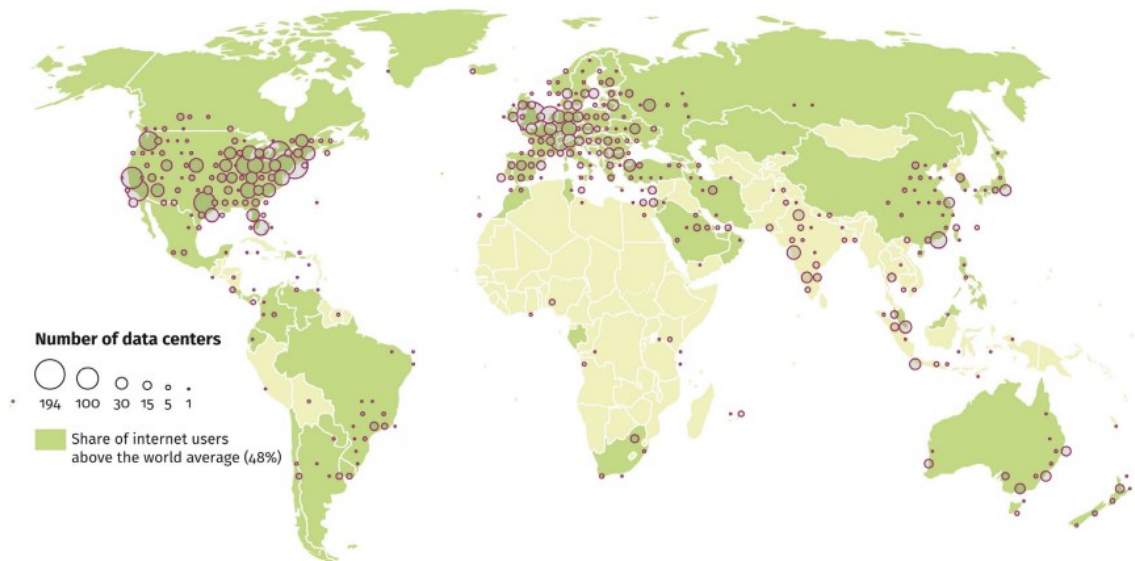 Number of data centers
194 100 30 15 5 1
Share of internet users
above the world average (48%)